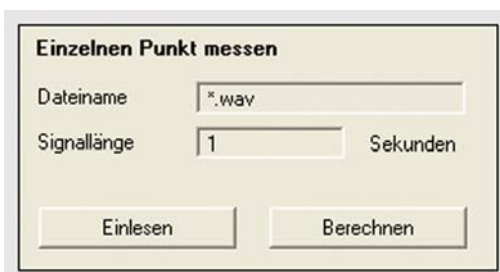 Einzelnen Punkt messen
Dateiname *.wav
Signallänge 1 Sekunden
Einlesen Berechnen